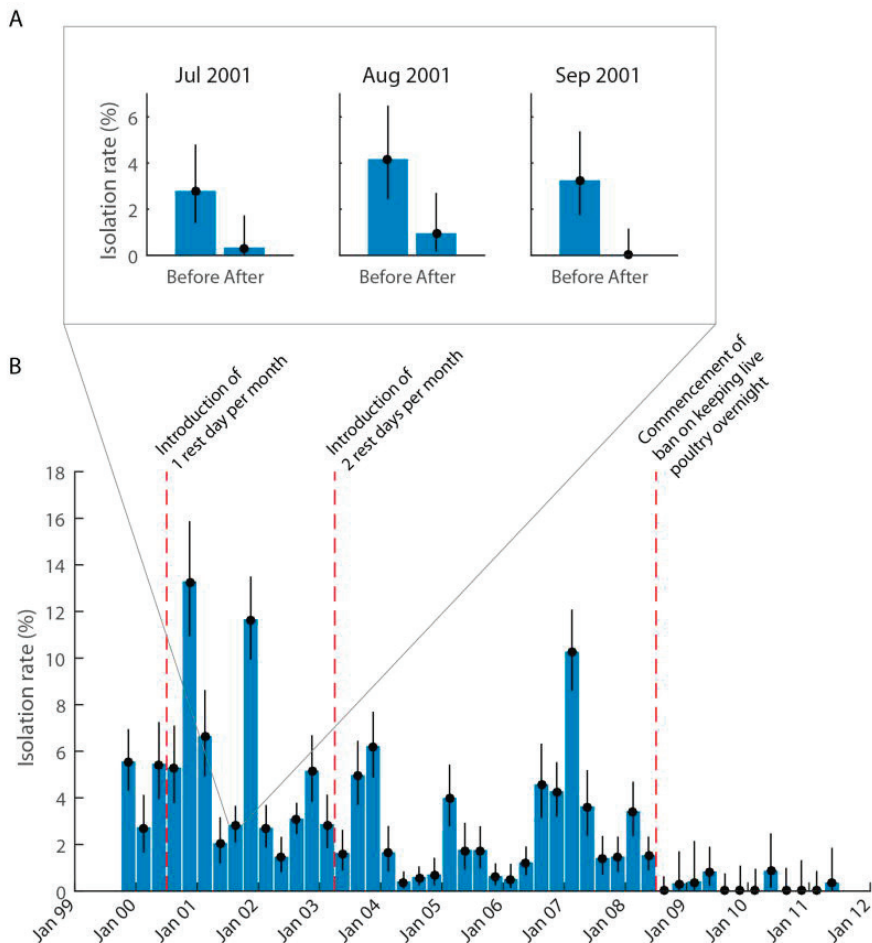 A
Jul 2001
Aug 2001
Sep 2001
Isolation rate (%)
6
4
2
0
Before After
Before After
Before After
B
Introduction of
1 rest day per month
Introduction of
2 rest days per month
Commencement of
ban on keeping live
poultry overnight
Isolation rate (%)
18
16
14
12
10
8
6
4
2
0
Jan 99
Jan 00
Jan 01
Jan 02
Jan 03
Jan 04
Jan 05
Jan 06
Jan 07
Jan 08
Jan 09
Jan 10
Jan 11
Jan 12